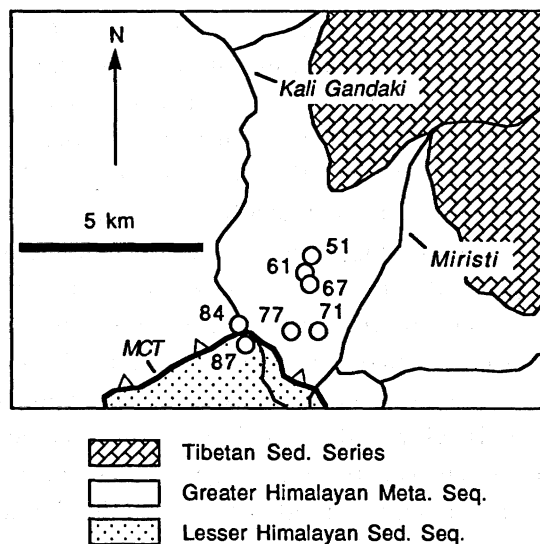 N
Kali Gandaki
5 km
51
61
67
Miristi
84
77
71
MCT
87
Tibetan Sed. Series
Greater Himalayan Meta. Seq.
Lesser Himalayan Sed. Seq.